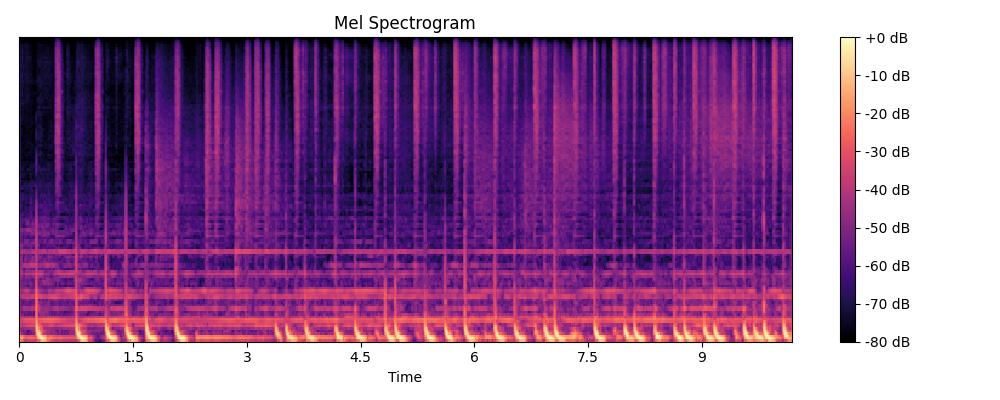 Mel Spectrogram
+0 dB
-10 dB
-20 dB
-30 dB
-40 dB
-50 dB
-60 dB
-70 dB
-80 dB
0 1.5 3 4.5 6 7.5 9
Time